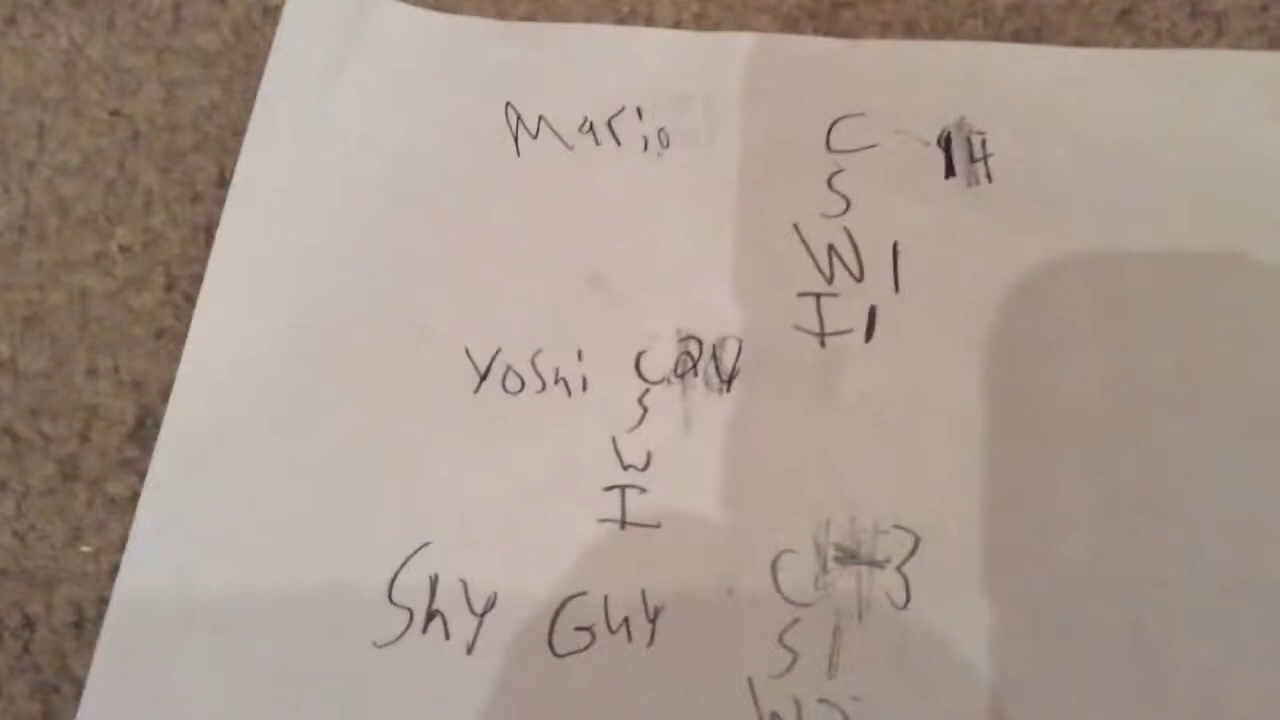 Mario C 14
S
W 1
I 1
Yoshi C
S
W
I
Shy Guy C 3
S 1
W